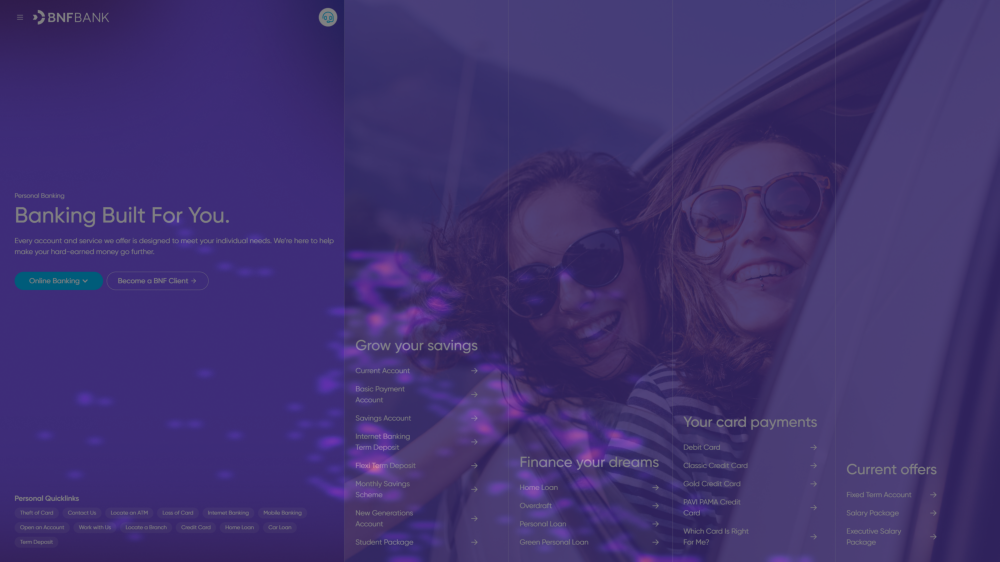 BNFBANK
Personal Banking
Banking Built For You.
Every account and service we offer is designed to meet your individual needs. We're here to help
make your hard-earned money go further.
Online Banking
Become a BNF Client →
Personal Quicklinks
Theft of Card
Contact Us
Locate an ATM
Loss of Card
Internet Banking
Mobile Banking
Open an Account
Work with Us
Locate a Branch
Credit Card
Home Loan
Car Loan
Term Deposit
Grow your savings
Current Account →
Basic Payment
Account →
Savings Account →
Internet Banking
Term Deposit →
Flexi Term Deposit →
Monthly Savings
Scheme →
New Generations
Account →
Student Package →
Finance your dreams
Home Loan →
Overdraft →
Personal Loan →
Green Personal Loan →
Your card payments
Debit Card →
Classic Credit Card →
Gold Credit Card →
PAVI PAMA Credit
Card →
Which Card Is Right
For Me? →
Current offers
Fixed Term Account →
Salary Package →
Executive Salary
Package →